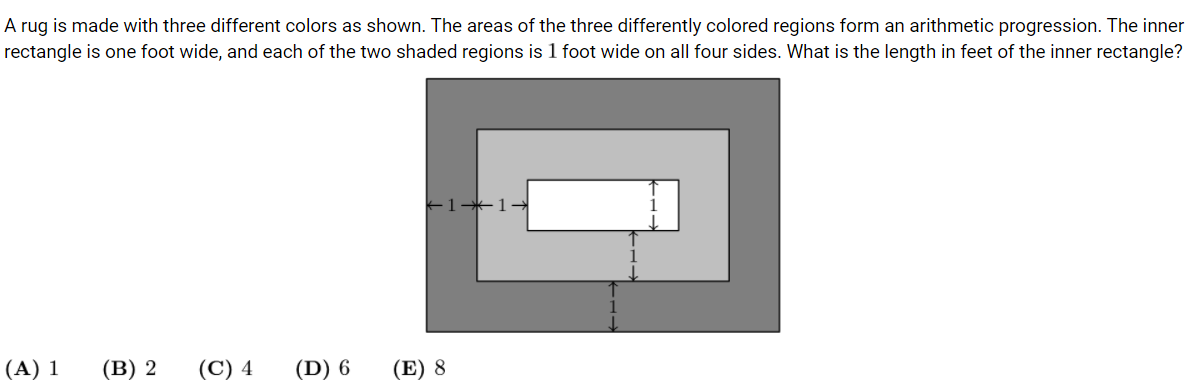 A rug is made with three different colors as shown. The areas of the three differently colored regions form an arithmetic progression. The inner
rectangle is one foot wide, and each of the two shaded regions is 1 foot wide on all four sides. What is the length in feet of the inner rectangle?
1 1 1
1
1
(A) 1 (B) 2 (C) 4 (D) 6 (E) 8